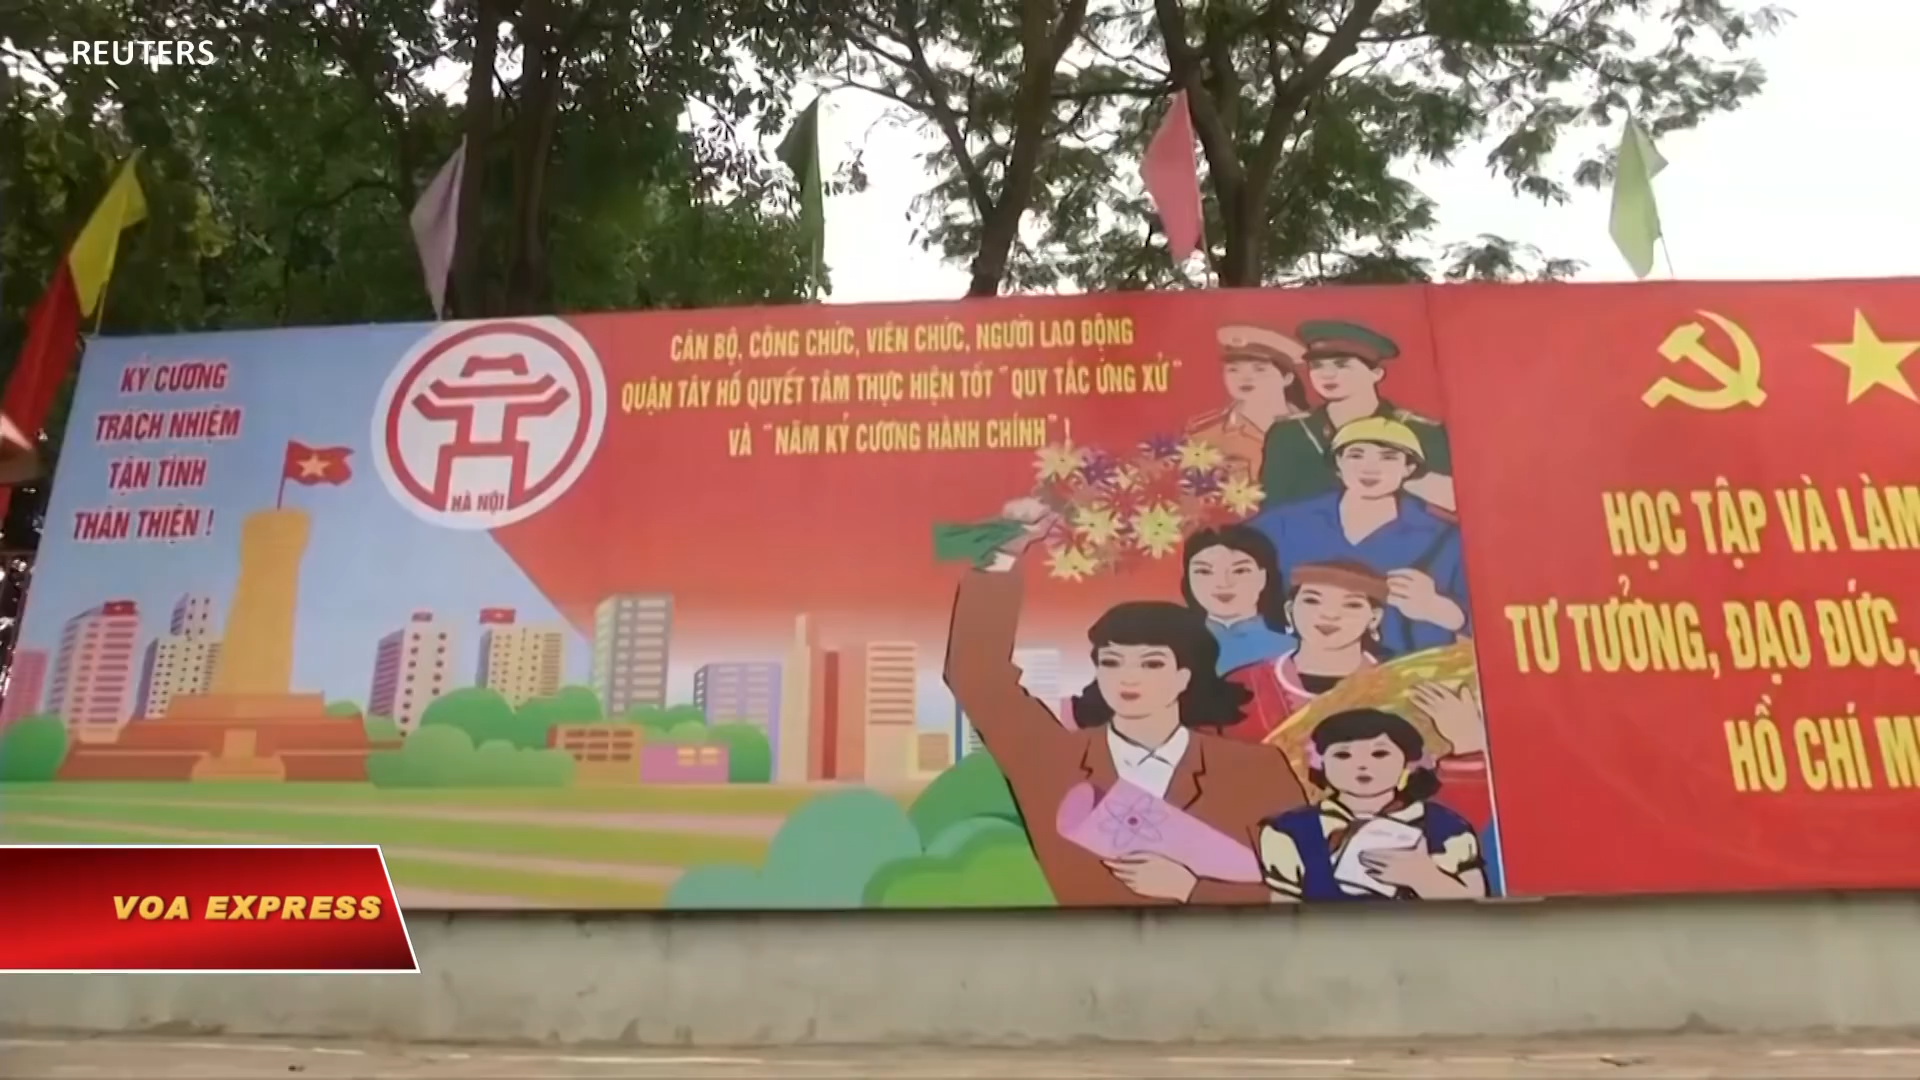 REUTERS
KỶ CƯƠNG
TRÁCH NHIỆM
TẬN TÌNH
THÂN THIỆN !
HÀ NỘI
CÁN BỘ, CÔNG CHỨC, VIÊN CHỨC, NGƯỜI LAO ĐỘNG
QUẬN TÂY HỒ QUYẾT TÂM THỰC HIỆN TỐT "QUY TẮC ỨNG XỬ"
VÀ "NĂM KỶ CƯƠNG HÀNH CHÍNH" !
HỌC TẬP VÀ LÀM
TƯ TƯỞNG, ĐẠO ĐỨC,
HỒ CHÍ M
VOA EXPRESS